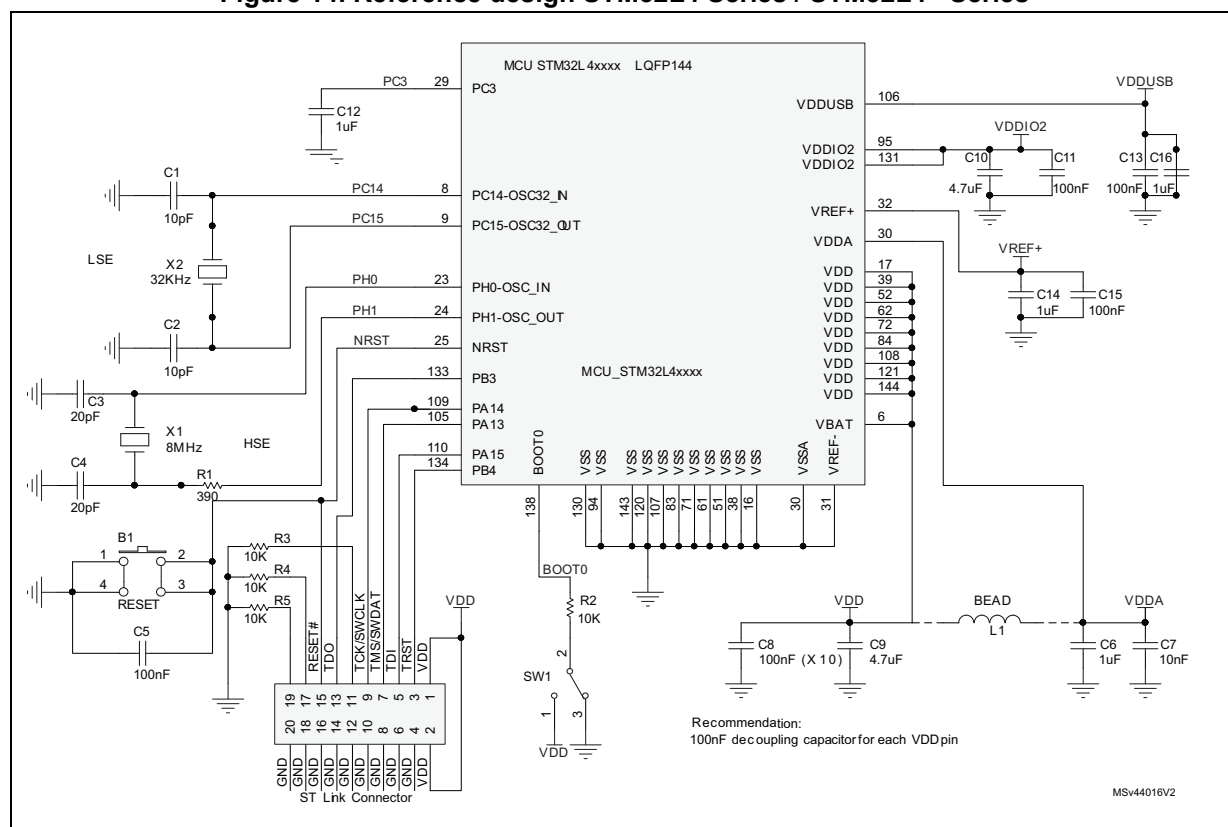 MCU STM32L4xxxx LQFP144
PC3 29 PC3
C12
1uF
VDDUSB 106
VDDUSB
C13 C16
100nF 1uF
VDDIO2 95
VDDIO2 131
VDDIO2
C10 C11
4.7uF 100nF
C1
10pF
PC14 8 PC14-OSC32_IN
PC15 9 PC15-OSC32_OUT
LSE
X2
32KHz
C2
10pF
VREF+ 32
VDDA 30
VREF+
C14 C15
1uF 100nF
PH0 23 PH0-OSC_IN
PH1 24 PH1-OSC_OUT
NRST 25 NRST
133 PB3
109 PA14
105 PA13
110 PA15
134 PB4
VDD 17
VDD 39
VDD 52
VDD 62
VDD 72
VDD 84
VDD 108
VDD 121
VDD 144
VBAT 6
MCU_STM32L4xxxx
C3
20pF
X1
8MHz
HSE
C4
20pF
R1
390
BOOT0 VSS VSS VSS VSS VSS VSS VSS VSS VSS VSS VSSA VREF-
138 130 94 143 120 107 83 71 61 51 38 16 30 31
B1
1 2
4 3
RESET
C5
100nF
R3
10K
R4
10K
R5
10K
RESET#
TDO
TCK/SWCLK
TMS/SWDAT
TDI
TRST
VDD
VDD
19 17 15 13 11 9 7 5 3 1
20 18 16 14 12 10 8 6 4 2
GND GND GND GND GND GND GND GND VDD
ST Link Connector
BOOT0
R2
10K
2
SW1
1 3
VDD
VDD
C8
100nF (X 10)
C9
4.7uF
BEAD
L1
VDDA
C6
1uF
C7
10nF
Recommendation:
100nF decoupling capacitor for each VDD pin
MSv44016V2